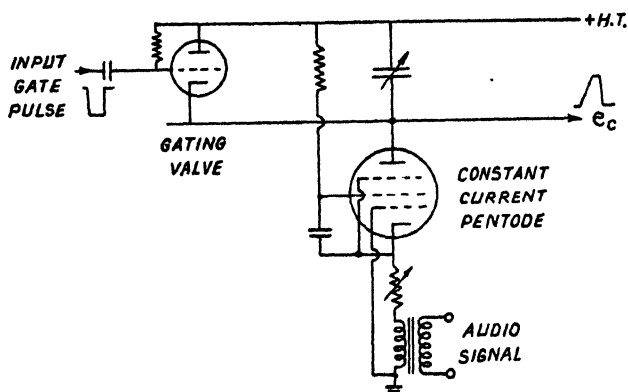 +H.T.
INPUT
GATE
PULSE
GATING
VALVE
e_c
CONSTANT
CURRENT
PENTODE
AUDIO
SIGNAL